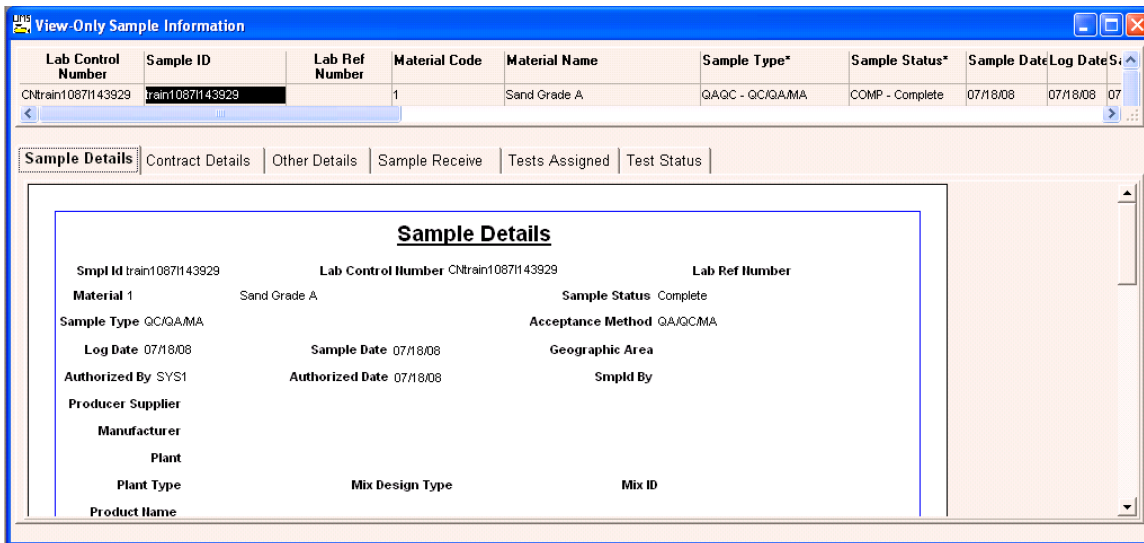 LIMS View-Only Sample Information
Lab Control Number Sample ID Lab Ref Number Material Code Material Name Sample Type* Sample Status* Sample Date Log Date
CNtrain1087I143929 train1087I143929 1 Sand Grade A QAQC - QC/QA/MA COMP - Complete 07/18/08 07/18/08 07
Sample Details Contract Details Other Details Sample Receive Tests Assigned Test Status
Sample Details
Smpl Id train1087I143929 Lab Control Number CNtrain1087I143929 Lab Ref Number
Material 1 Sand Grade A Sample Status Complete
Sample Type QC/QA/MA Acceptance Method QA/QC/MA
Log Date 07/18/08 Sample Date 07/18/08 Geographic Area
Authorized By SYS1 Authorized Date 07/18/08 Smpld By
Producer Supplier
Manufacturer
Plant
Plant Type Mix Design Type Mix ID
Product Name